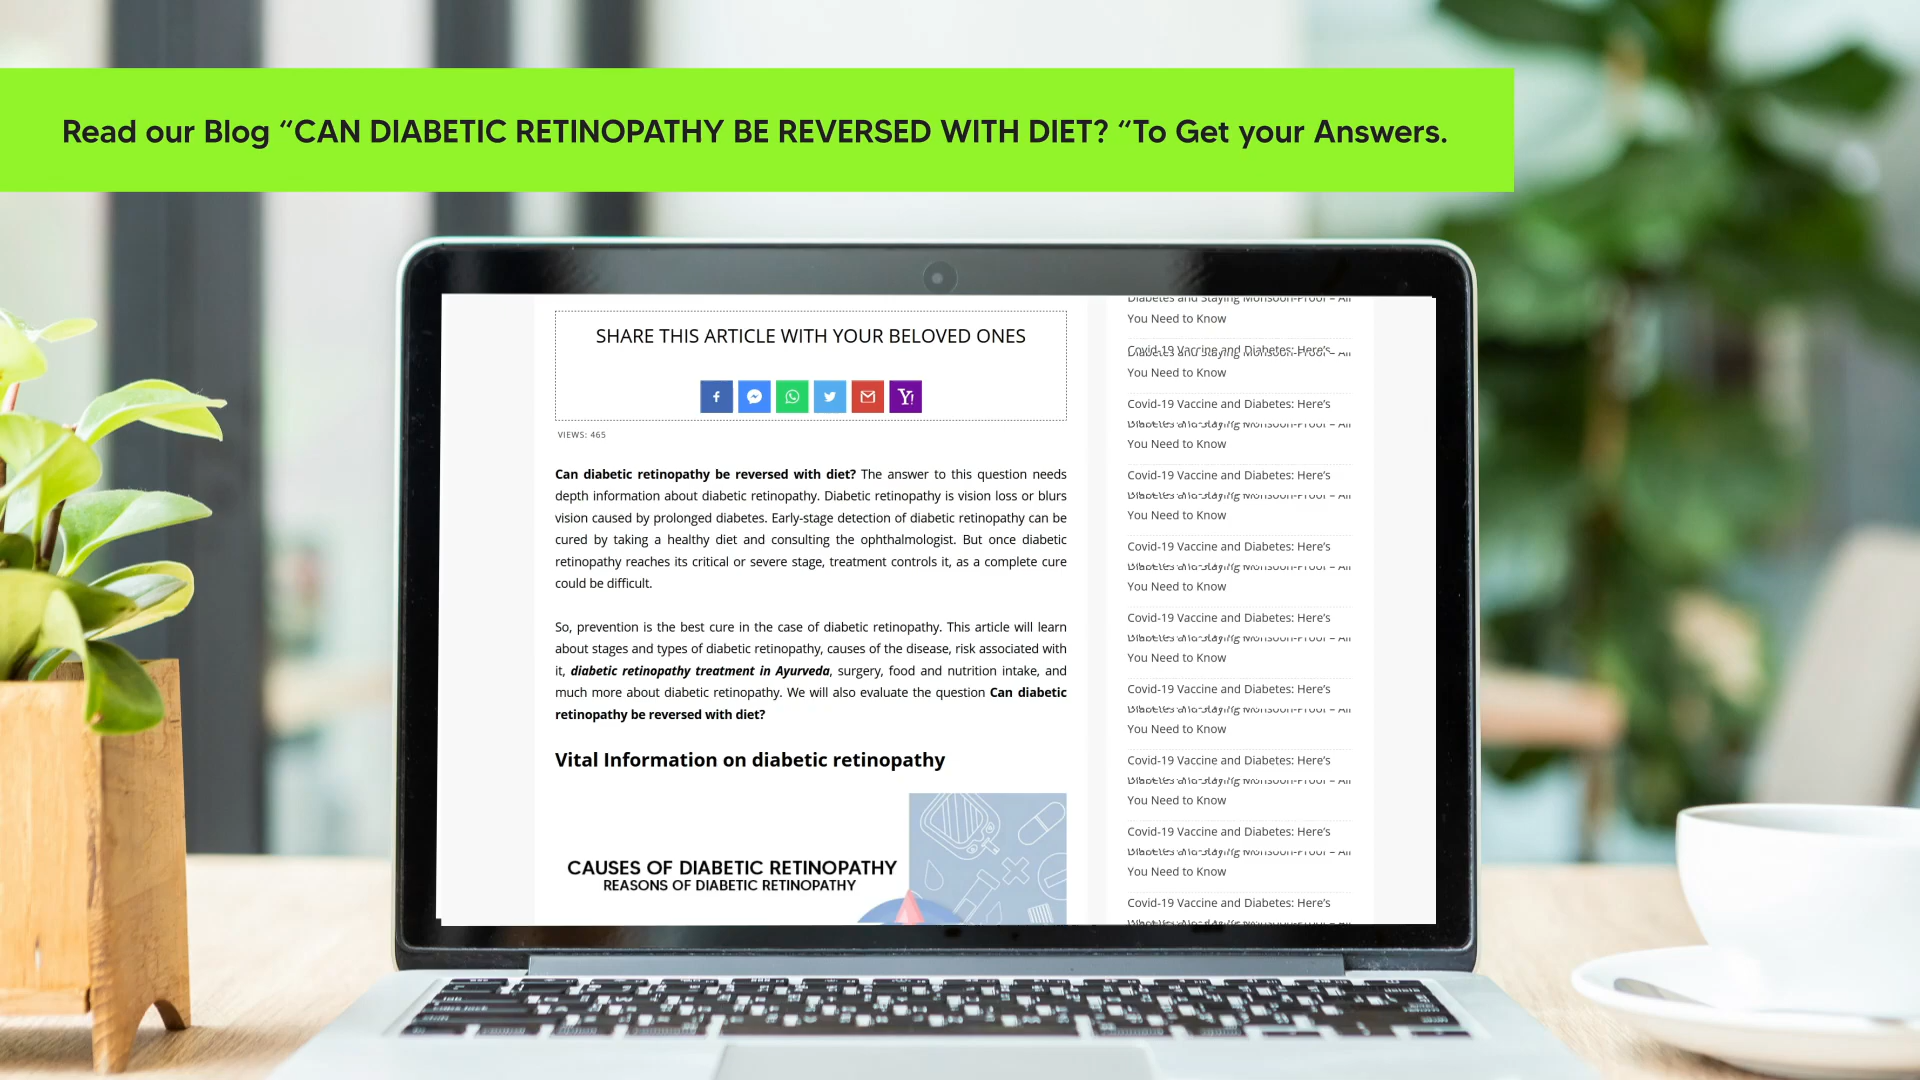 Read our Blog “CAN DIABETIC RETINOPATHY BE REVERSED WITH DIET? “To Get your Answers.
SHARE THIS ARTICLE WITH YOUR BELOVED ONES
VIEWS: 465
Can diabetic retinopathy be reversed with diet? The answer to this question needs
depth information about diabetic retinopathy. Diabetic retinopathy is vision loss or blurs
vision caused by prolonged diabetes. Early-stage detection of diabetic retinopathy can be
cured by taking a healthy diet and consulting the ophthalmologist. But once diabetic
retinopathy reaches its critical or severe stage, treatment controls it, as a complete cure
could be difficult.
So, prevention is the best cure in the case of diabetic retinopathy. This article will learn
about stages and types of diabetic retinopathy, causes of the disease, risk associated with
it, diabetic retinopathy treatment in Ayurveda, surgery, food and nutrition intake, and
much more about diabetic retinopathy. We will also evaluate the question Can diabetic
retinopathy be reversed with diet?
Vital Information on diabetic retinopathy
CAUSES OF DIABETIC RETINOPATHY
REASONS OF DIABETIC RETINOPATHY
Diabetes and Staying Monsoon-Proof – All
You Need to Know
Covid-19 Vaccine and Diabetes: Here’s
You Need to Know
Covid-19 Vaccine and Diabetes: Here’s
You Need to Know
Covid-19 Vaccine and Diabetes: Here’s
You Need to Know
Covid-19 Vaccine and Diabetes: Here’s
You Need to Know
Covid-19 Vaccine and Diabetes: Here’s
You Need to Know
Covid-19 Vaccine and Diabetes: Here’s
You Need to Know
Covid-19 Vaccine and Diabetes: Here’s
You Need to Know
Covid-19 Vaccine and Diabetes: Here’s
You Need to Know
Covid-19 Vaccine and Diabetes: Here’s